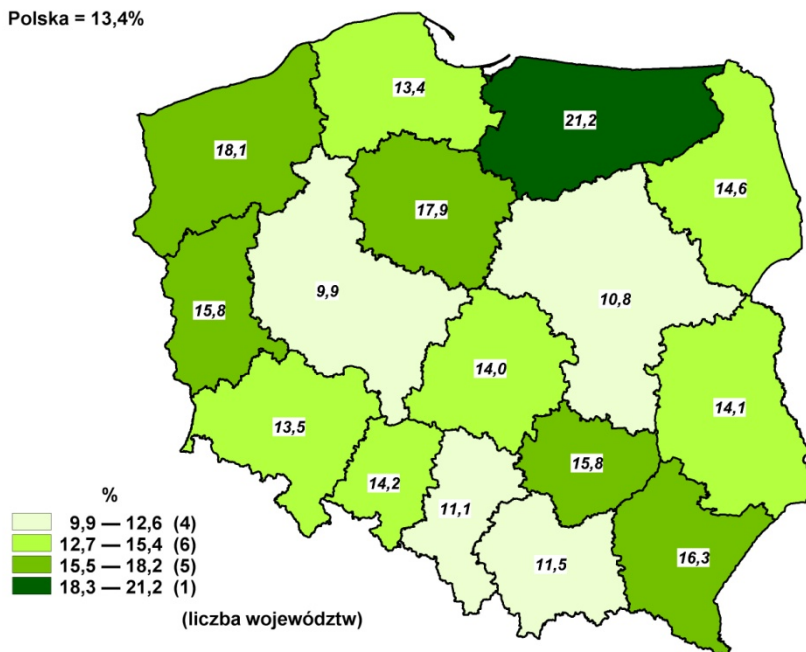 Polska = 13,4%
13,4
21,2
18,1
14,6
17,9
9,9
10,8
15,8
14,0
14,1
13,5
15,8
14,2
11,1
16,3
11,5
%
9,9 — 12,6 (4)
12,7 — 15,4 (6)
15,5 — 18,2 (5)
18,3 — 21,2 (1)
(liczba województw)